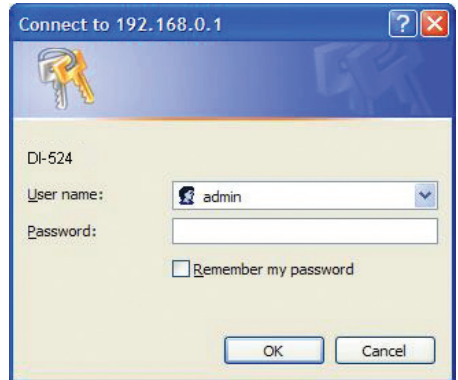 Connect to 192.168.0.1
DI-524
User name:
admin
Password:
Remember my password
OK
Cancel